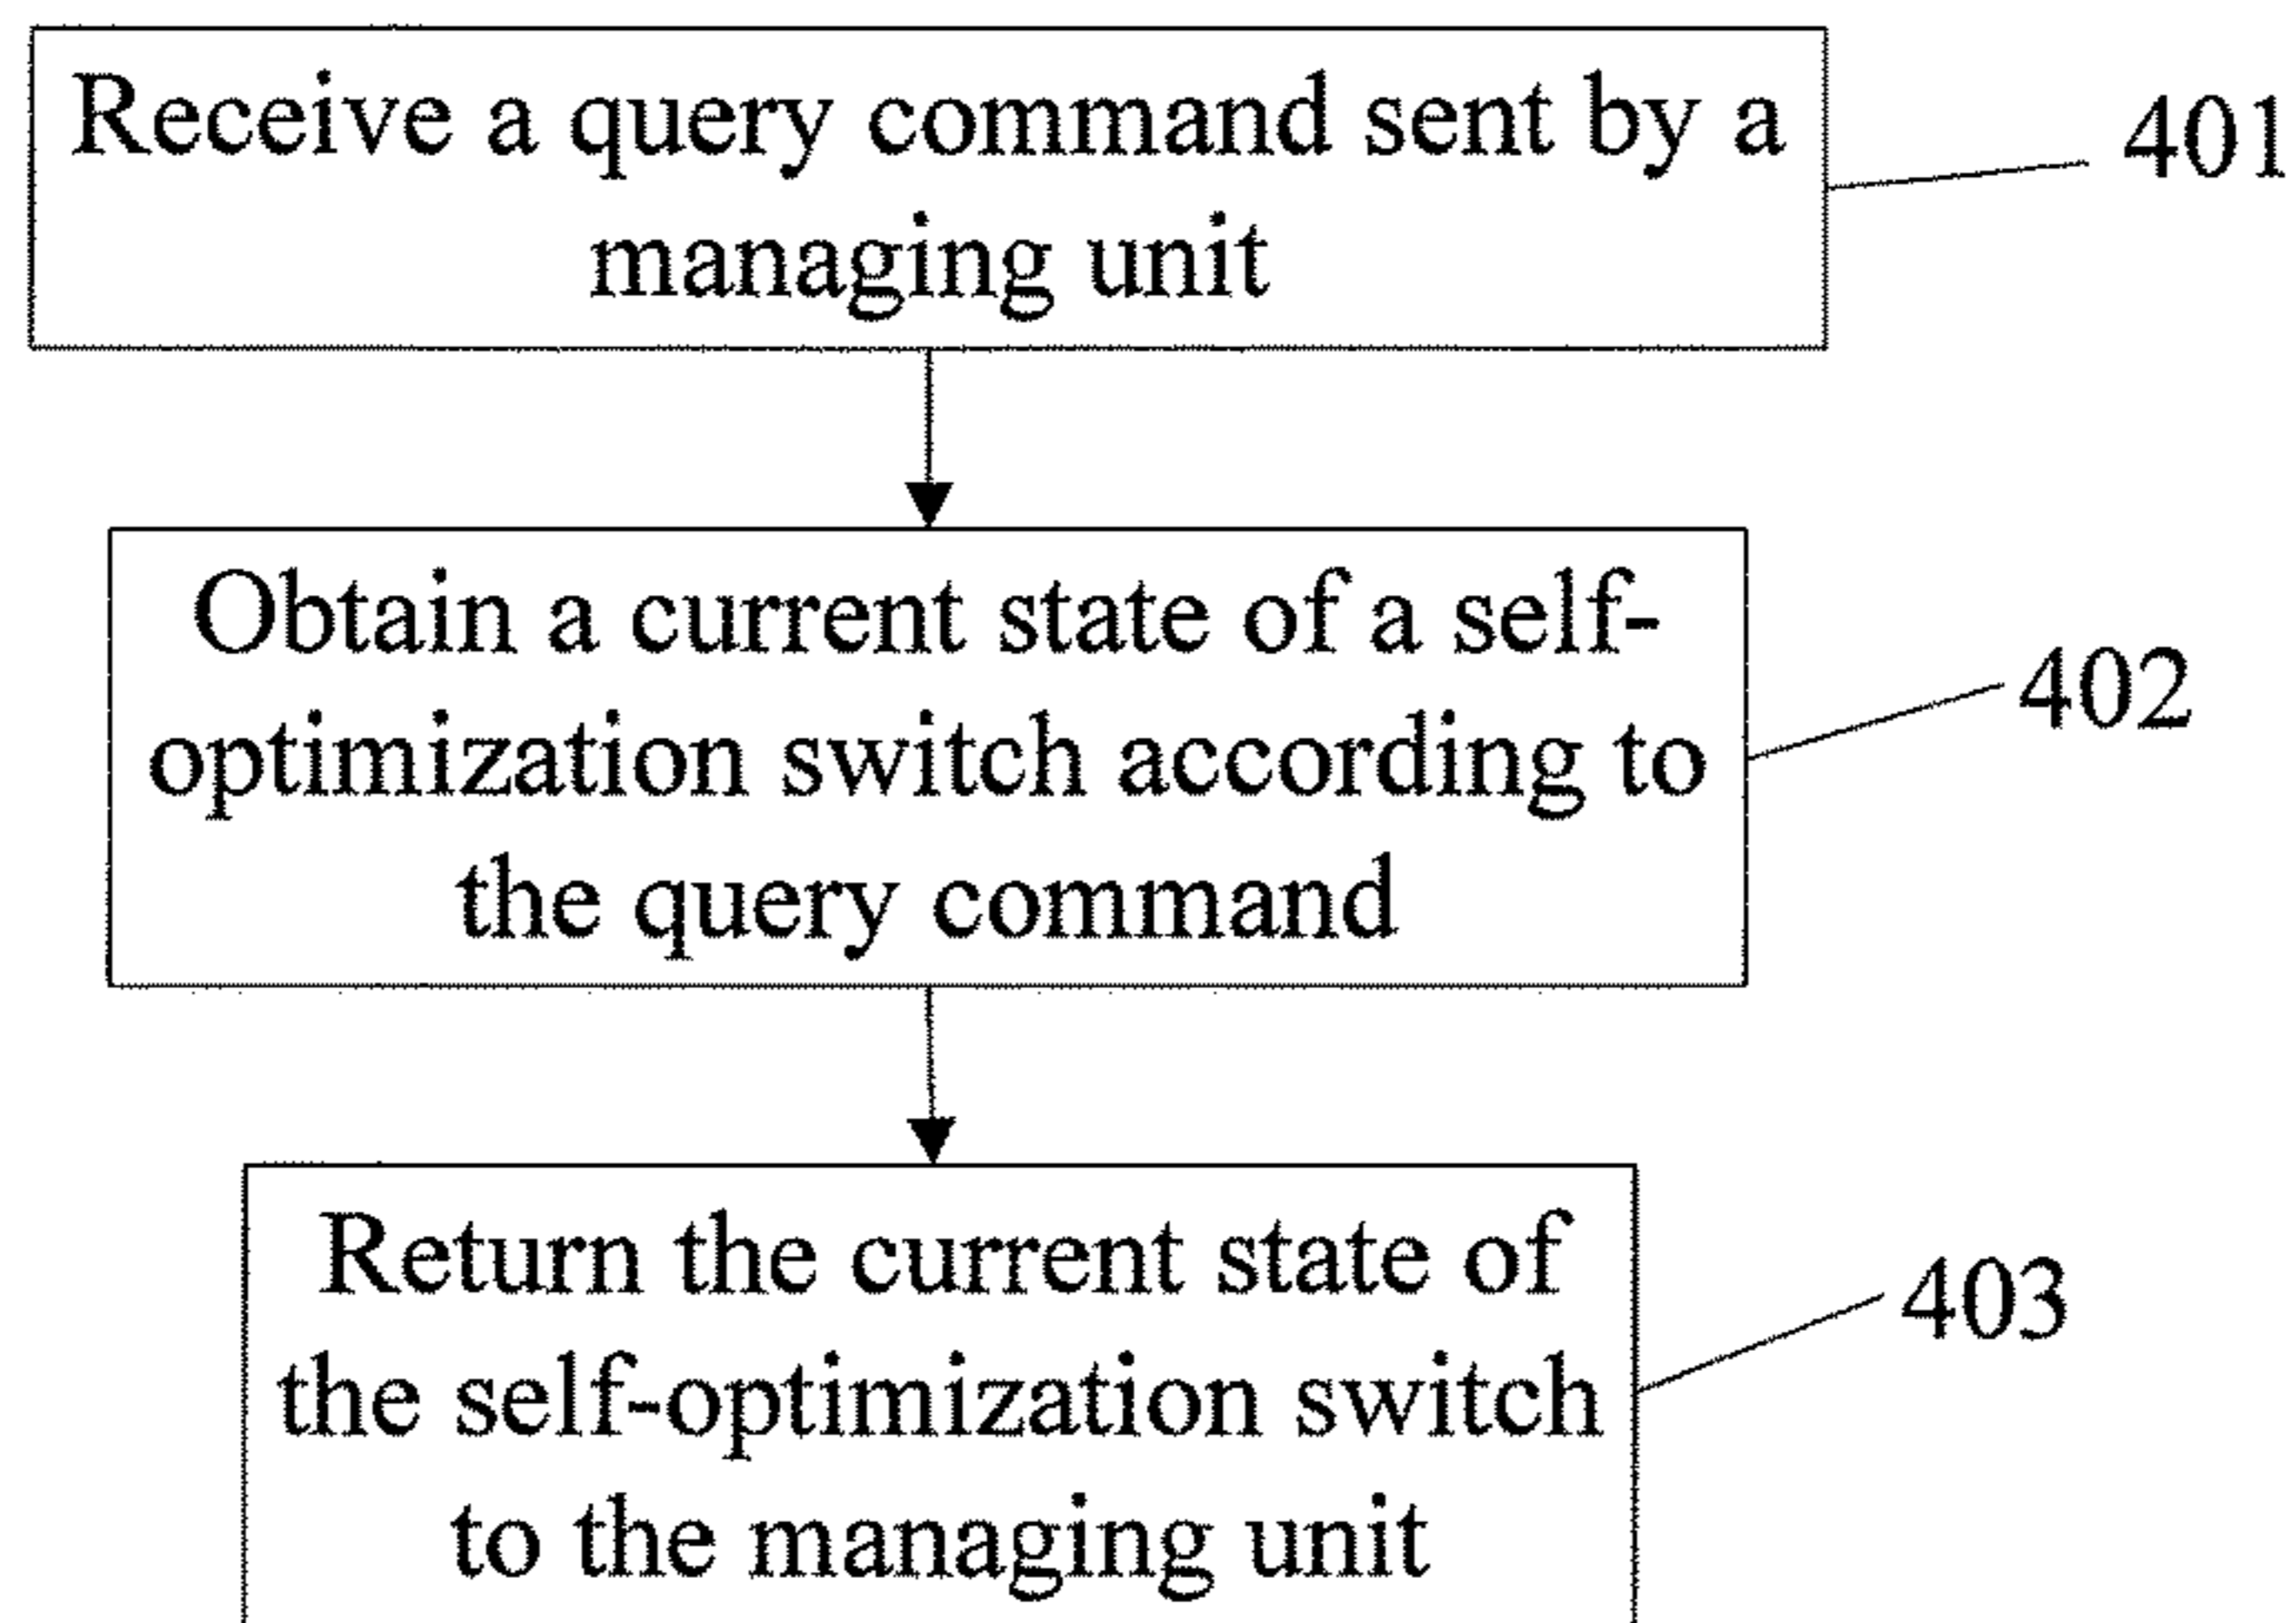 Receive a query command sent by a
managing unit
401
Obtain a current state of a self-
optimization switch according to
the query command
402
Return the current state of
the self-optimization switch
to the managing unit
403